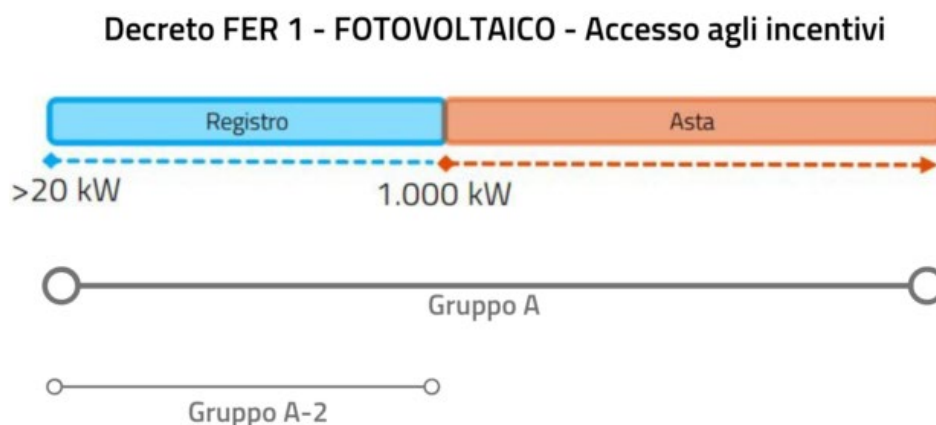 Decreto FER 1 - FOTOVOLTAICO - Accesso agli incentivi
Registro
Asta
>20 kW
1.000 kW
Gruppo A
Gruppo A-2